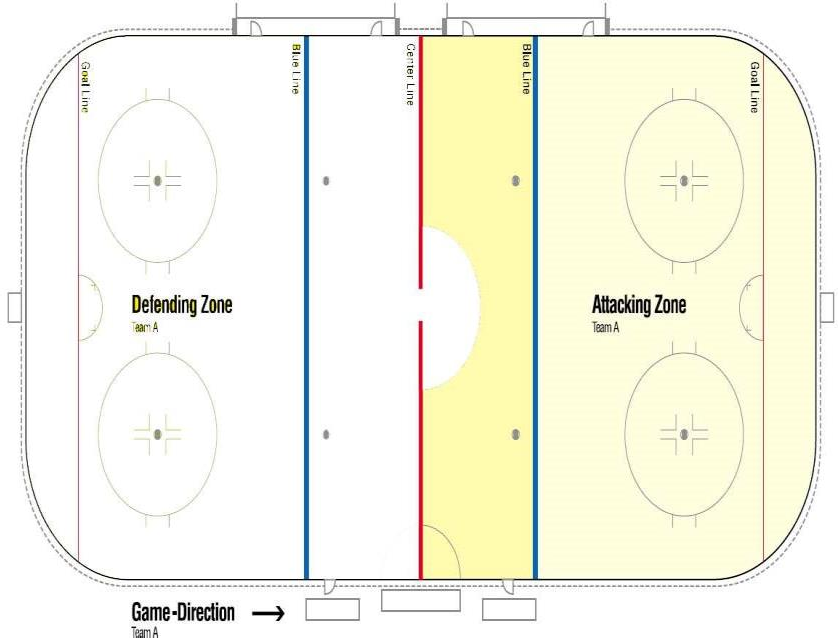 Goal Line
Blue Line
Center Line
Blue Line
Goal Line
Defending Zone
Team A
Attacking Zone
Team A
Game-Direction
Team A